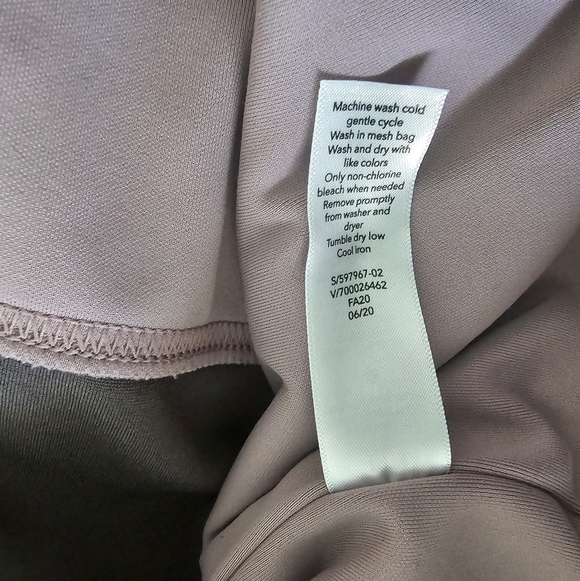 Machine wash cold
gentle cycle
Wash in mesh bag
Wash and dry with
like colors
Only non-chlorine
bleach when needed
Remove promptly
from washer and
dryer
Tumble dry low
Cool iron
S/597967-02
V/700026462
FA20
06/20